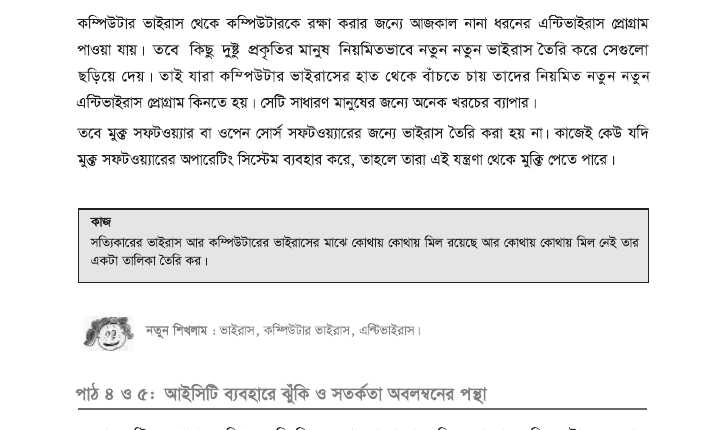 কম্পিউটার ভাইরাস থেকে কম্পিউটারকে রক্ষা করার জন্যে আজকাল নানা ধরনের এন্টিভাইরাস প্রোগ্রাম
পাওয়া যায়। তবে কিছু দুষ্টু প্রকৃতির মানুষ নিয়মিতভাবে নতুন নতুন ভাইরাস তৈরি করে সেগুলো
ছড়িয়ে দেয়। তাই যারা কম্পিউটার ভাইরাসের হাত থেকে বাঁচতে চায় তাদের নিয়মিত নতুন নতুন
এন্টিভাইরাস প্রোগ্রাম কিনতে হয়। সেটি সাধারণ মানুষের জন্যে অনেক খরচের ব্যাপার।
তবে মুক্ত সফটওয়্যার বা ওপেন সোর্স সফটওয়্যারের জন্যে ভাইরাস তৈরি করা হয় না। কাজেই কেউ যদি
মুক্ত সফটওয়্যারের অপারেটিং সিস্টেম ব্যবহার করে, তাহলে তারা এই যন্ত্রণা থেকে মুক্তি পেতে পারে।
কাজ
সত্যিকারের ভাইরাস আর কম্পিউটারের ভাইরাসের মাঝে কোথায় কোথায় মিল রয়েছে আর কোথায় কোথায় মিল নেই তার
একটা তালিকা তৈরি কর।
নতুন শিখলাম : ভাইরাস, কম্পিউটার ভাইরাস, এন্টিভাইরাস।
পাঠ ৪ ও ৫: আইসিটি ব্যবহারে ঝুঁকি ও সতর্কতা অবলম্বনের পন্থা